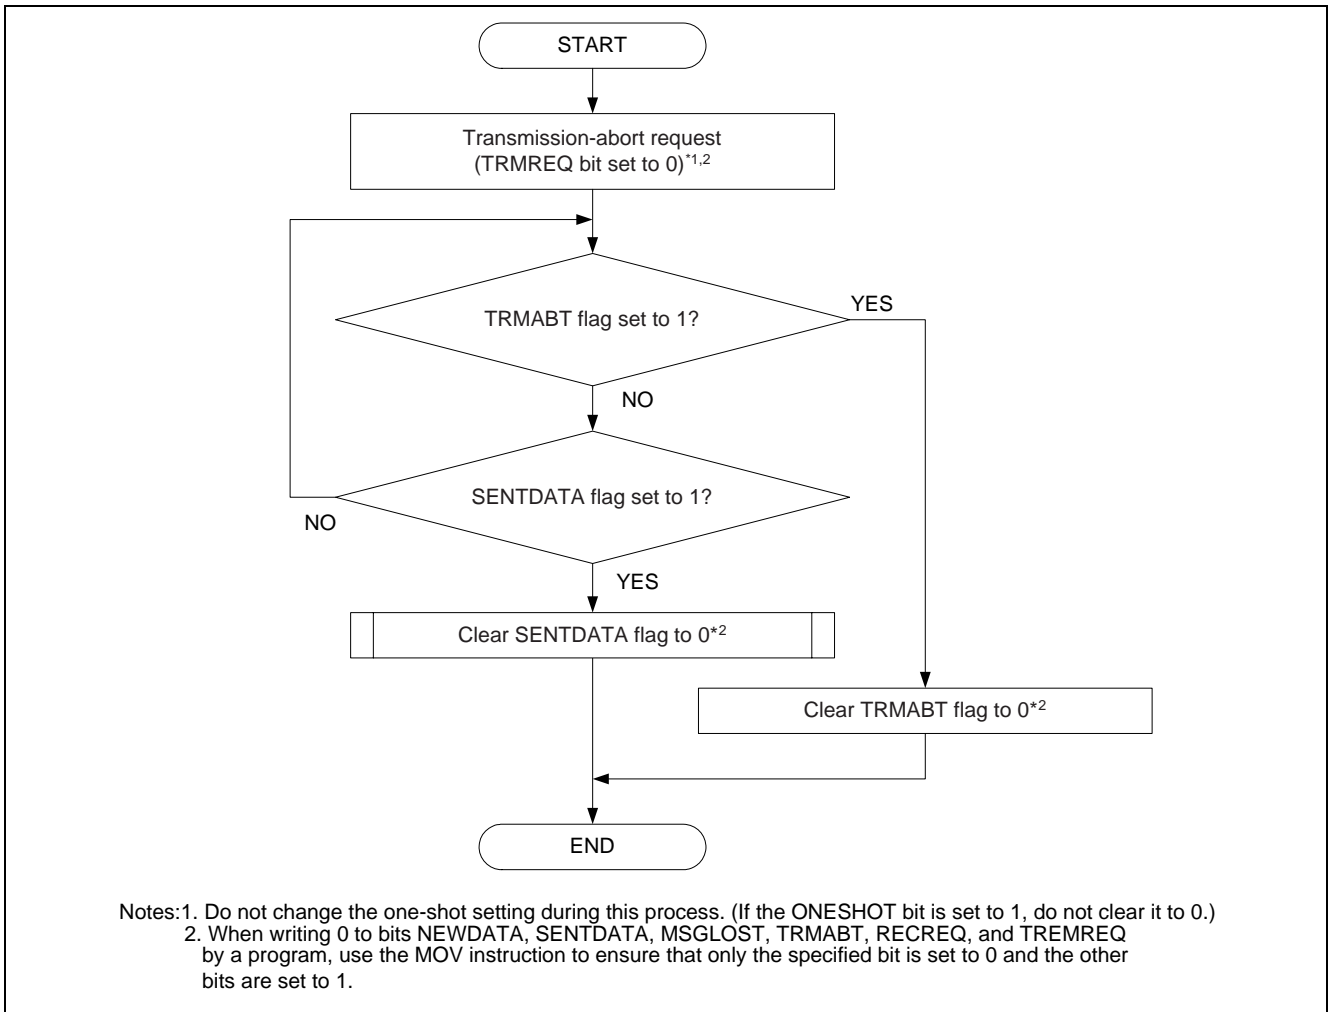 START
Transmission-abort request
(TRMREQ bit set to 0)*1,2
TRMABT flag set to 1?
YES
NO
SENTDATA flag set to 1?
NO
YES
Clear SENTDATA flag to 0*2
Clear TRMABT flag to 0*2
END
Notes:1. Do not change the one-shot setting during this process. (If the ONESHOT bit is set to 1, do not clear it to 0.)
2. When writing 0 to bits NEWDATA, SENTDATA, MSGLOST, TRMABT, RECREQ, and TREMREQ
by a program, use the MOV instruction to ensure that only the specified bit is set to 0 and the other
bits are set to 1.